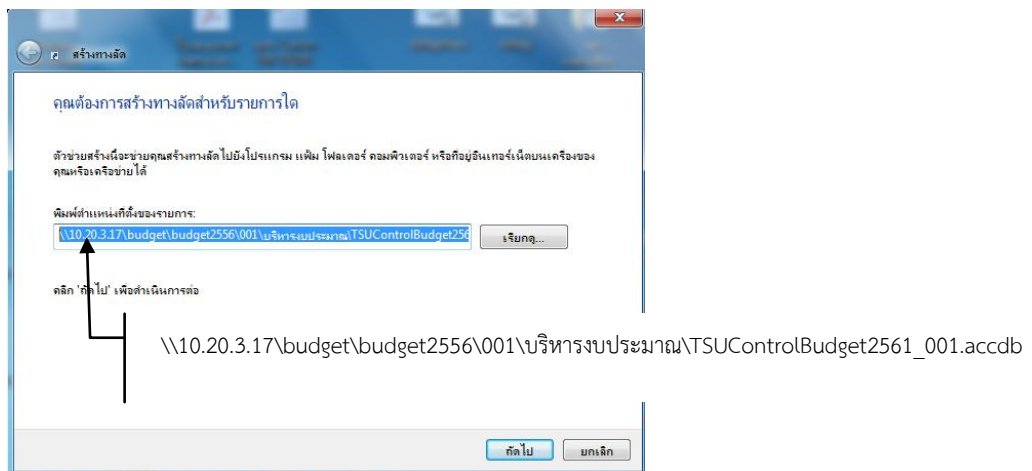 สร้างทางลัด
คุณต้องการสร้างทางลัดสำหรับรายการใด
ตัวช่วยสร้างนี้จะช่วยคุณสร้างทางลัดไปยังโปรแกรม แฟ้ม โฟลเดอร์ คอมพิวเตอร์ หรือที่อยู่อินเทอร์เน็ตบนเครื่องของ
คุณหรือเครือข่ายได้
พิมพ์ตำแหน่งที่ตั้งของรายการ:
\\10.20.3.17\budget\budget2556\001\บริหารงบประมาณ\TSUControlBudget256
เรียกดู...
คลิก 'ถัดไป' เพื่อดำเนินการต่อ
\\10.20.3.17\budget\budget2556\001\บริหารงบประมาณ\TSUControlBudget2561_001.accdb
ถัดไป
ยกเลิก